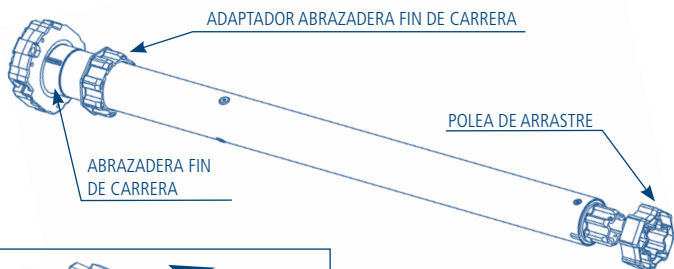 ADAPTADOR ABRAZADERA FIN DE CARRERA
POLEA DE ARRASTRE
ABRAZADERA FIN
DE CARRERA